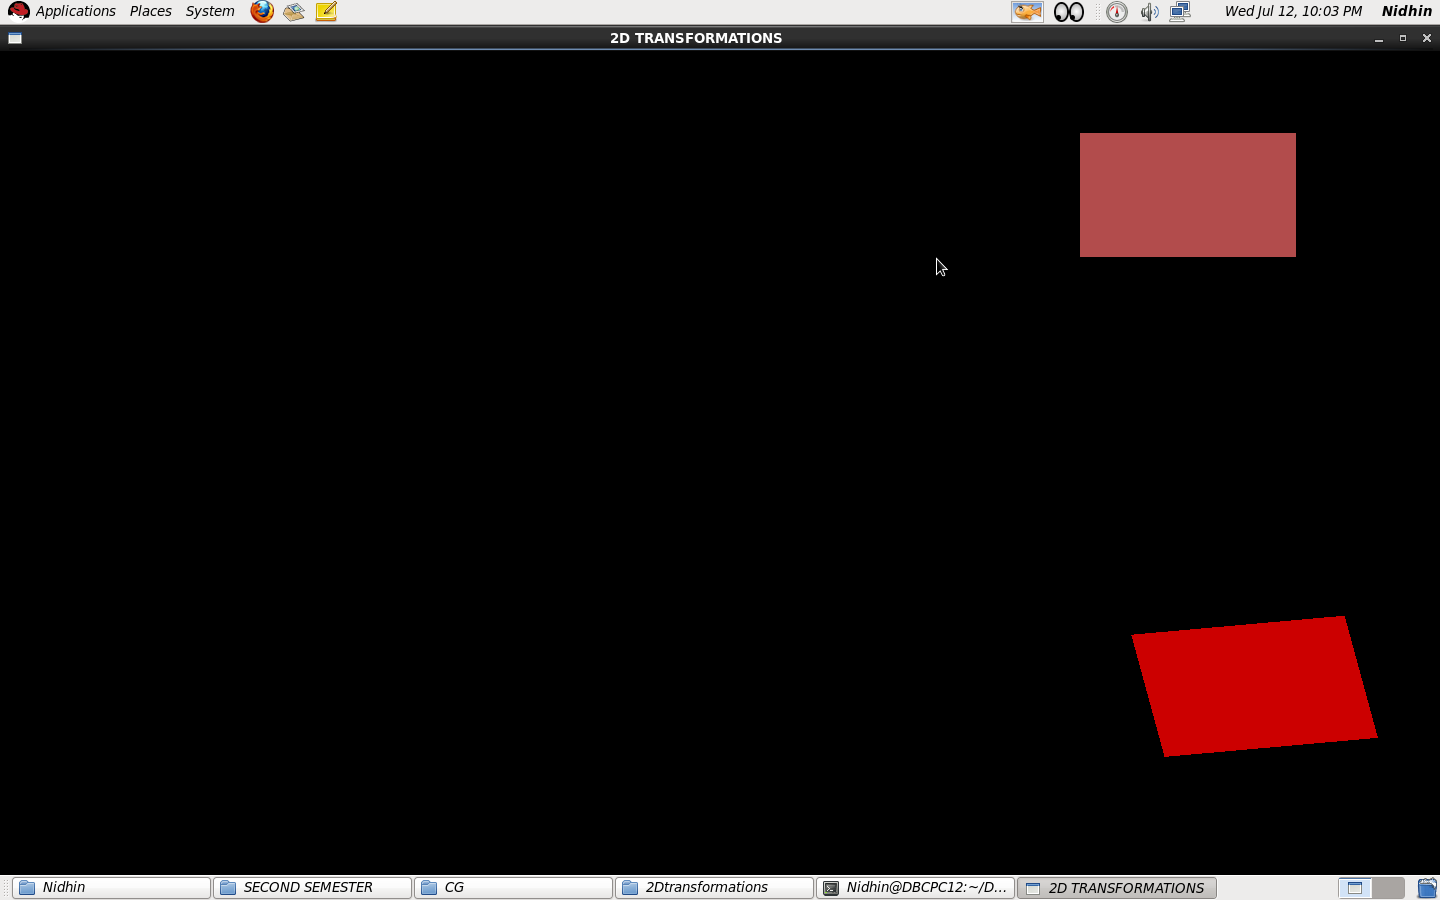 Applications Places System Wed Jul 12, 10:03 PM Nidhin
2D TRANSFORMATIONS
Nidhin SECOND SEMESTER CG 2Dtransformations Nidhin@DBCPC12:~/D... 2D TRANSFORMATIONS